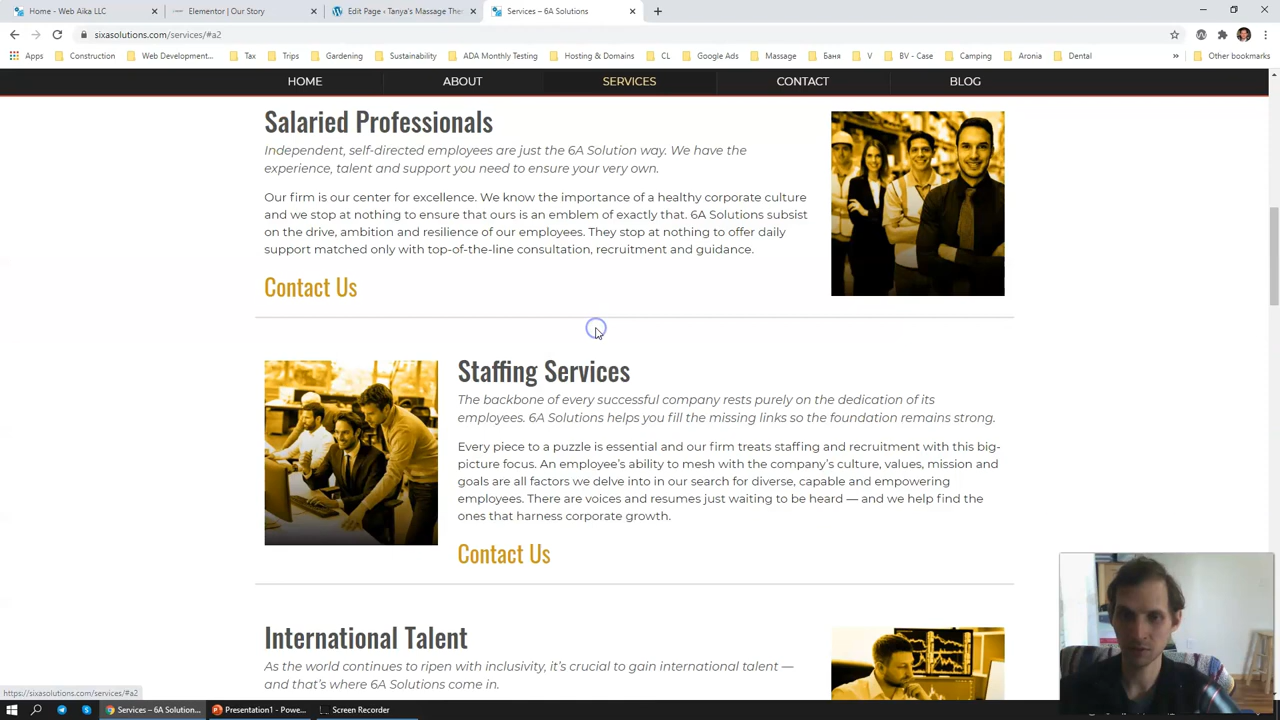 Home - Web Aika LLC
Elementor | Our Story
Edit Page ‹ Tanya's Massage The
Services – 6A Solutions
sixasolutions.com/services/#a2
Apps
Construction
Web Development...
Tax
Trips
Gardening
Sustainability
ADA Monthly Testing
Hosting & Domains
CL
Google Ads
Massage
Баня
V
BV - Case
Camping
Aronia
Dental
»
Other bookmarks
HOME
ABOUT
SERVICES
CONTACT
BLOG
Salaried Professionals
Independent, self-directed employees are just the 6A Solution way. We have the
experience, talent and support you need to ensure your very own.
Our firm is our center for excellence. We know the importance of a healthy corporate culture
and we stop at nothing to ensure that ours is an emblem of exactly that. 6A Solutions subsist
on the drive, ambition and resilience of our employees. They stop at nothing to offer daily
support matched only with top-of-the-line consultation, recruitment and guidance.
Contact Us
Staffing Services
The backbone of every successful company rests purely on the dedication of its
employees. 6A Solutions helps you fill the missing links so the foundation remains strong.
Every piece to a puzzle is essential and our firm treats staffing and recruitment with this big-
picture focus. An employee's ability to mesh with the company's culture, values, mission and
goals are all factors we delve into in our search for diverse, capable and empowering
employees. There are voices and resumes just waiting to be heard — and we help find the
ones that harness corporate growth.
Contact Us
International Talent
As the world continues to ripen with inclusivity, it's crucial to gain international talent —
and that's where 6A Solutions come in.
https://sixasolutions.com/services/#a2
Services – 6A Solution...
Presentation1 - Powe...
Screen Recorder